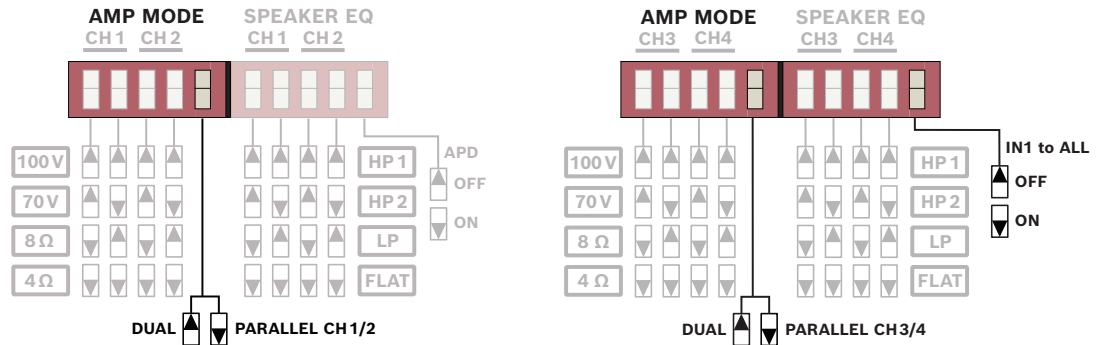 AMP MODE SPEAKER EQ
CH 1 CH 2 CH 1 CH 2
100 V HP 1 APD
OFF
70 V HP 2
ON
8 Ω LP
4 Ω FLAT
DUAL PARALLEL CH 1/2
AMP MODE SPEAKER EQ
CH3 CH4 CH3 CH4
IN1 to ALL
100 V HP 1
OFF
70 V HP 2
ON
8 Ω LP
4 Ω FLAT
DUAL PARALLEL CH 3/4